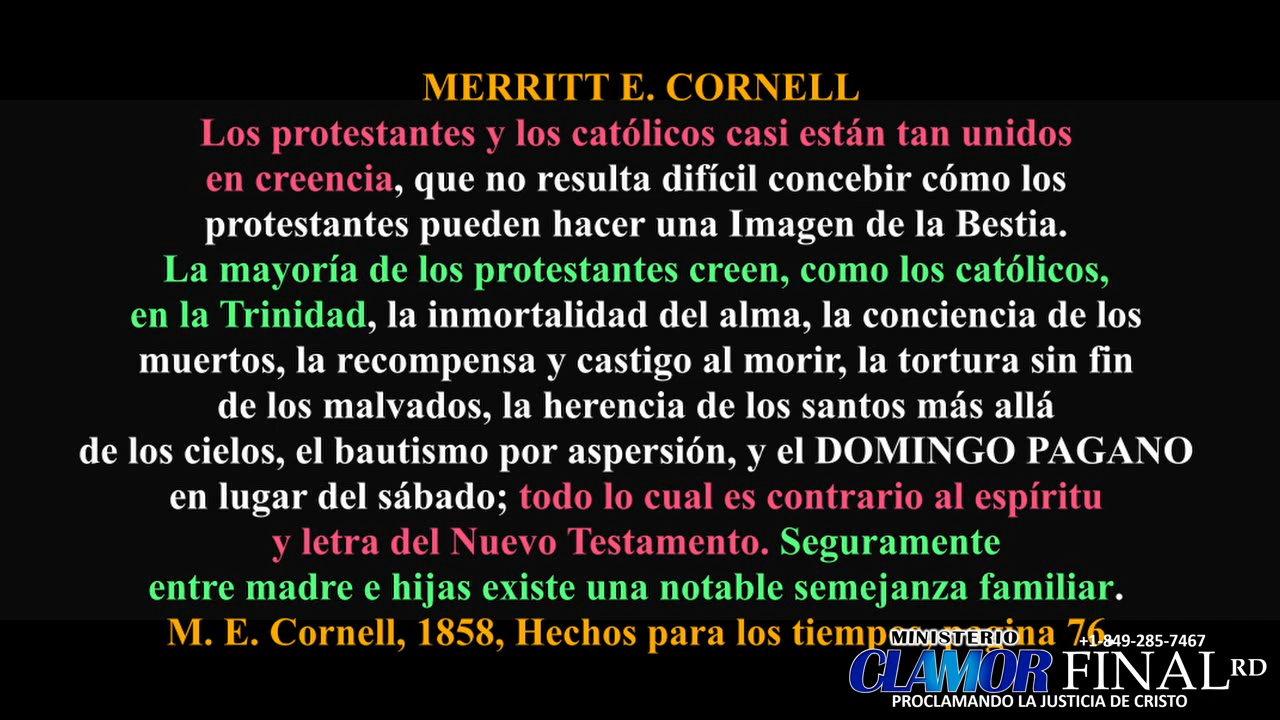 MERRITT E. CORNELL
Los protestantes y los católicos casi están tan unidos
en creencia, que no resulta difícil concebir cómo los
protestantes pueden hacer una Imagen de la Bestia.
La mayoría de los protestantes creen, como los católicos,
en la Trinidad, la inmortalidad del alma, la conciencia de los
muertos, la recompensa y castigo al morir, la tortura sin fin
de los malvados, la herencia de los santos más allá
de los cielos, el bautismo por aspersión, y el DOMINGO PAGANO
en lugar del sábado; todo lo cual es contrario al espíritu
y letra del Nuevo Testamento. Seguramente
entre madre e hijas existe una notable semejanza familiar.
M. E. Cornell, 1858, Hechos para los tiempos, pagina 76
MINISTERIO +1-849-285-7467
CLAMOR FINAL RD
PROCLAMANDO LA JUSTICIA DE CRISTO